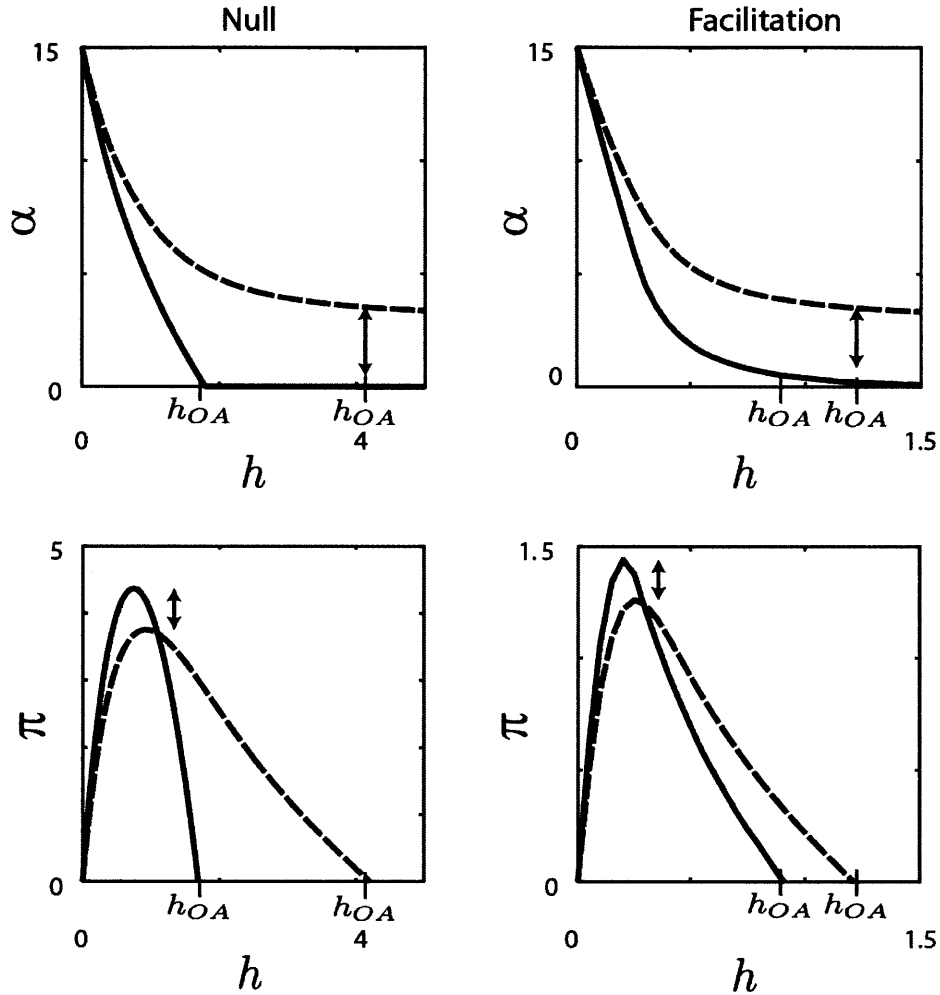 Null
15
α
0
h_OA h_OA
0 4
h
Facilitation
15
α
0
h_OA h_OA
0 1.5
h
5
π
0
h_OA h_OA
0 4
h
1.5
π
0
h_OA h_OA
0 1.5
h